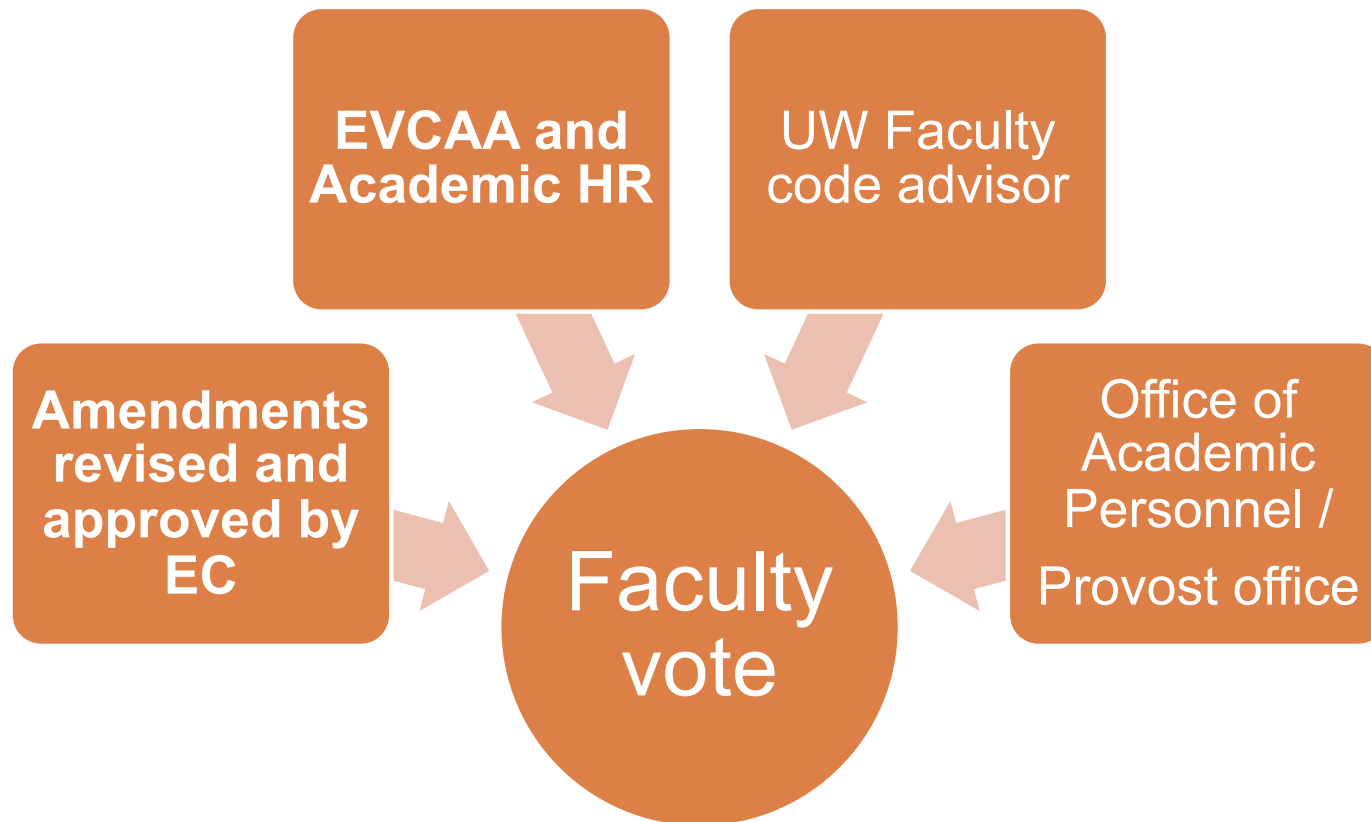 EVCAA and
Academic HR
UW Faculty
code advisor
Amendments
revised and
approved by
EC
Office of
Academic
Personnel /
Provost office
Faculty
vote